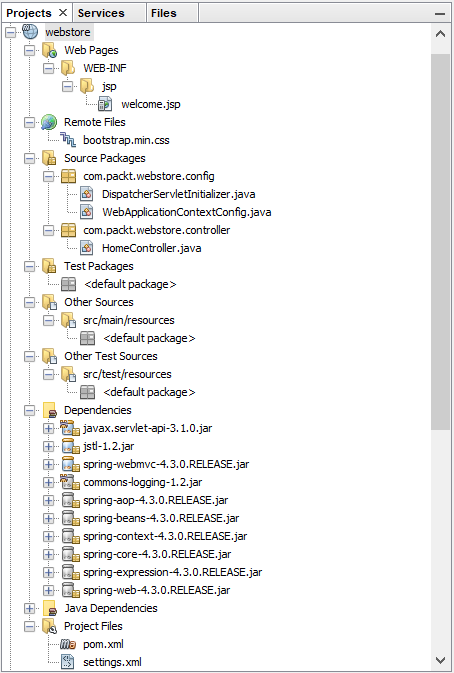 Projects × Services Files
webstore
Web Pages
WEB-INF
jsp
welcome.jsp
Remote Files
bootstrap.min.css
Source Packages
com.packt.webstore.config
DispatcherServletInitializer.java
WebApplicationContextConfig.java
com.packt.webstore.controller
HomeController.java
Test Packages
<default package>
Other Sources
src/main/resources
<default package>
Other Test Sources
src/test/resources
<default package>
Dependencies
javax.servlet-api-3.1.0.jar
jstl-1.2.jar
spring-webmvc-4.3.0.RELEASE.jar
commons-logging-1.2.jar
spring-aop-4.3.0.RELEASE.jar
spring-beans-4.3.0.RELEASE.jar
spring-context-4.3.0.RELEASE.jar
spring-core-4.3.0.RELEASE.jar
spring-expression-4.3.0.RELEASE.jar
spring-web-4.3.0.RELEASE.jar
Java Dependencies
Project Files
pom.xml
settings.xml